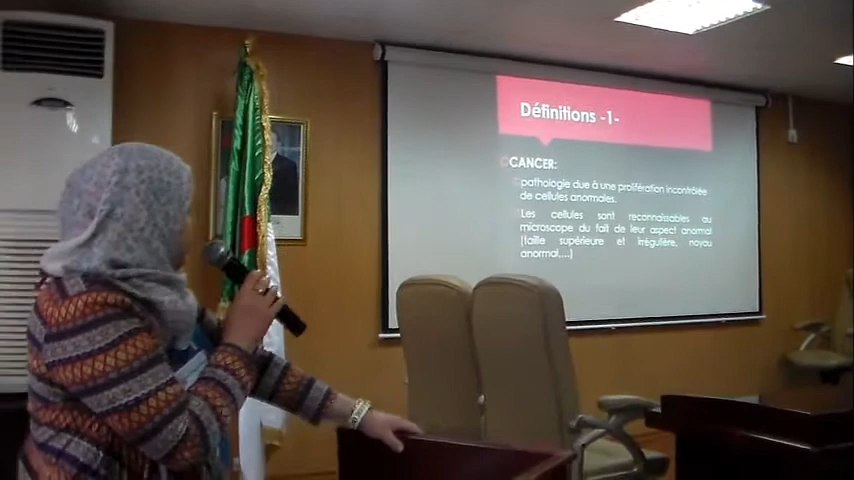 Définitions -1-
CANCER:
pathologie due à une prolifération incontrôlée
de cellules anormales.
Les cellules sont reconnaissables au
microscope du fait de leur aspect anormal
(taille supérieure et irrégulière, noyau
anormal,...)